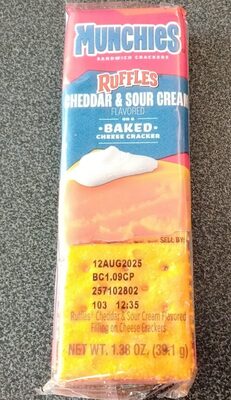 MUNCHIES
SANDWICH CRACKERS
RUFFLES
CHEDDAR & SOUR CREAM
FLAVORED
ON A
BAKED
CHEESE CRACKER
SELL BY:
12AUG2025
BC1.09CP
257102802
103 12:35
Ruffles® Cheddar & Sour Cream Flavored
Filling on Cheese Crackers
NET WT. 1.38 OZ. (39.1 g)